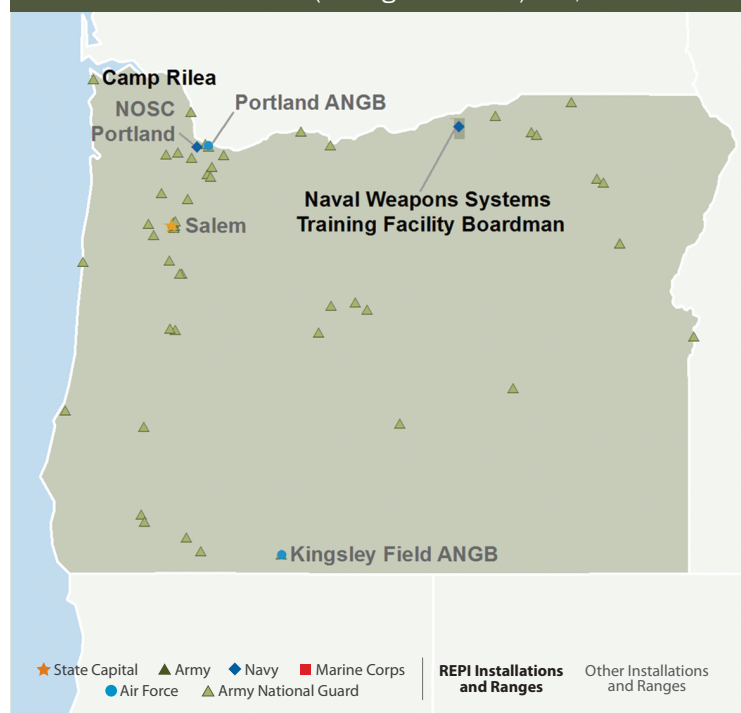 Camp Rilea
NOSC
Portland
Portland ANGB
Naval Weapons Systems
Training Facility Boardman
Salem
Kingsley Field ANGB
State Capital Army Navy Marine Corps
Air Force Army National Guard
REPI Installations
and Ranges
Other Installations
and Ranges